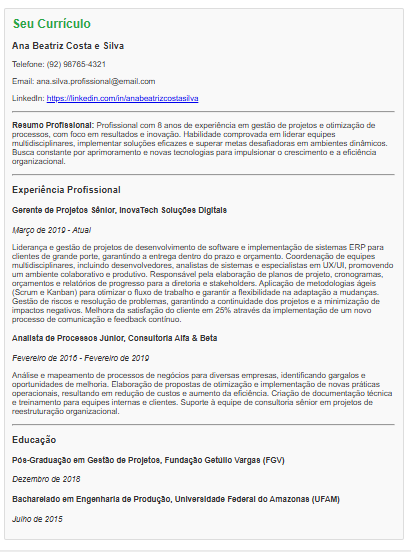 Seu Currículo
Ana Beatriz Costa e Silva
Telefone: (92) 98765-4321
Email: ana.silva.profissional@email.com
LinkedIn: https://linkedin.com/in/anabeatrizcostasilva
Resumo Profissional: Profissional com 8 anos de experiência em gestão de projetos e otimização de
processos, com foco em resultados e inovação. Habilidade comprovada em liderar equipes
multidisciplinares, implementar soluções eficazes e superar metas desafiadoras em ambientes dinâmicos.
Busca constante por aprimoramento e novas tecnologias para impulsionar o crescimento e a eficiência
organizacional.
Experiência Profissional
Gerente de Projetos Sênior, InovaTech Soluções Digitais
Março de 2019 - Atual
Liderança e gestão de projetos de desenvolvimento de software e implementação de sistemas ERP para
clientes de grande porte, garantindo a entrega dentro do prazo e orçamento. Coordenação de equipes
multidisciplinares, incluindo desenvolvedores, analistas de sistemas e especialistas em UX/UI, promovendo
um ambiente colaborativo e produtivo. Responsável pela elaboração de planos de projeto, cronogramas,
orçamentos e relatórios de progresso para a diretoria e stakeholders. Aplicação de metodologias ágeis
(Scrum e Kanban) para otimizar o fluxo de trabalho e garantir a flexibilidade na adaptação a mudanças.
Gestão de riscos e resolução de problemas, garantindo a continuidade dos projetos e a minimização de
impactos negativos. Melhora da satisfação do cliente em 25% através da implementação de um novo
processo de comunicação e feedback contínuo.
Analista de Processos Júnior, Consultoria Alfa & Beta
Fevereiro de 2016 - Fevereiro de 2019
Análise e mapeamento de processos de negócios para diversas empresas, identificando gargalos e
oportunidades de melhoria. Elaboração de propostas de otimização e implementação de novas práticas
operacionais, resultando em redução de custos e aumento da eficiência. Criação de documentação técnica
e treinamento para equipes internas e clientes. Suporte à equipe de consultoria sênior em projetos de
reestruturação organizacional.
Educação
Pós-Graduação em Gestão de Projetos, Fundação Getúlio Vargas (FGV)
Dezembro de 2018
Bacharelado em Engenharia de Produção, Universidade Federal do Amazonas (UFAM)
Julho de 2015